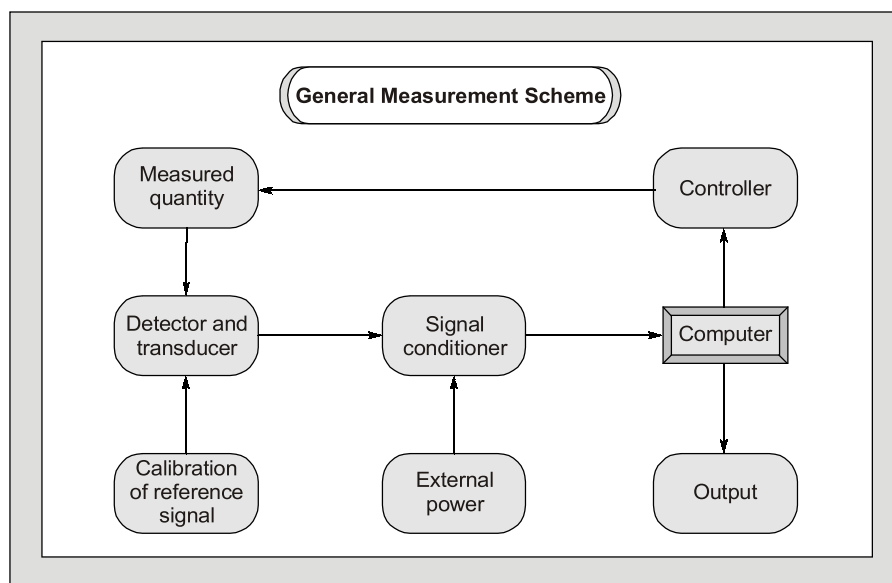 General Measurement Scheme
Measured
quantity
Controller
Detector and
transducer
Signal
conditioner
Computer
Calibration
of reference
signal
External
power
Output